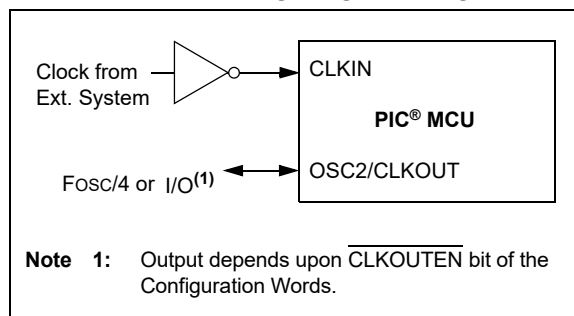 Clock from
Ext. System
CLKIN
PIC® MCU
FOSC/4 or I/O(1)
OSC2/CLKOUT
Note 1: Output depends upon CLKOUTEN bit of the
Configuration Words.